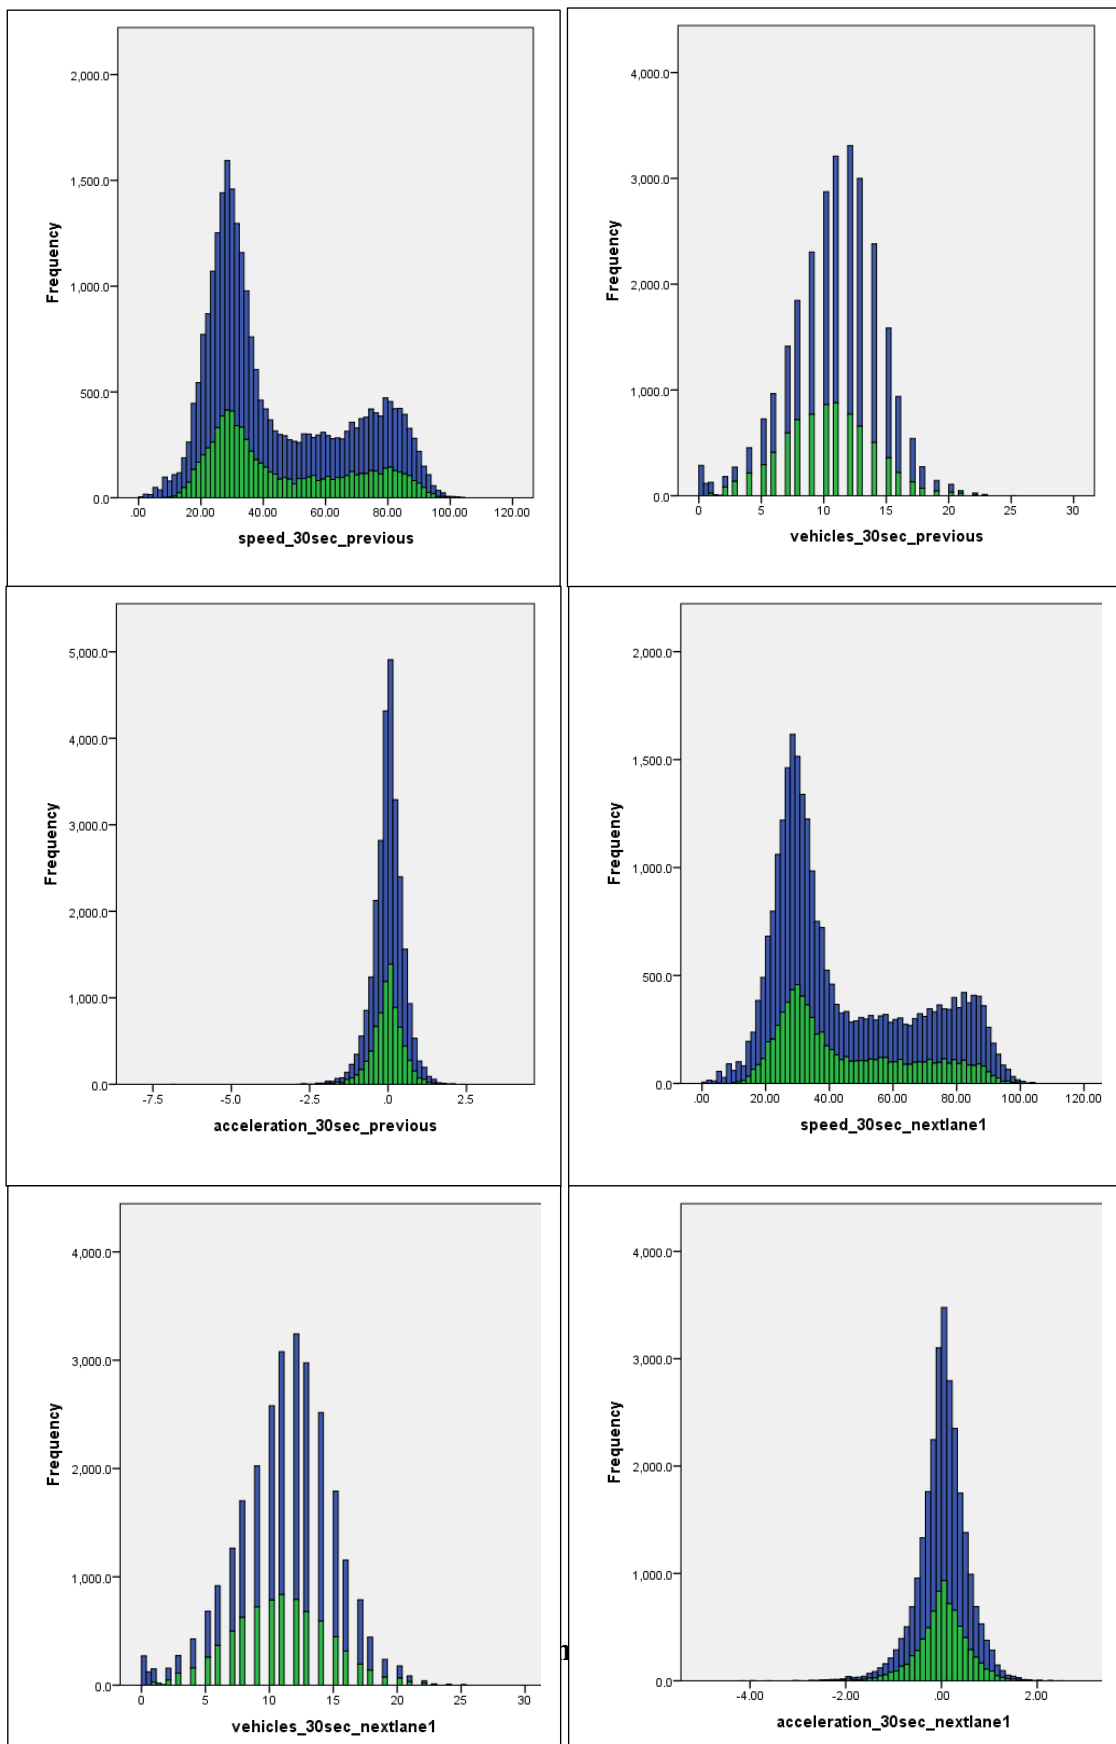 2,000.0
1,500.0
1,000.0
500.0
0.0
Frequency
.00 20.00 40.00 60.00 80.00 100.00 120.00
speed_30sec_previous
4,000.0
3,000.0
2,000.0
1,000.0
0.0
Frequency
0 5 10 15 20 25 30
vehicles_30sec_previous
5,000.0
4,000.0
3,000.0
2,000.0
1,000.0
0.0
Frequency
-7.5 -5.0 -2.5 .0 2.5
acceleration_30sec_previous
2,000.0
1,500.0
1,000.0
500.0
0.0
Frequency
.00 20.00 40.00 60.00 80.00 100.00 120.00
speed_30sec_nextlane1
4,000.0
3,000.0
2,000.0
1,000.0
0.0
Frequency
0 5 10 15 20 25 30
vehicles_30sec_nextlane1
4,000.0
3,000.0
2,000.0
1,000.0
0.0
Frequency
-4.00 -2.00 .00 2.00
acceleration_30sec_nextlane1